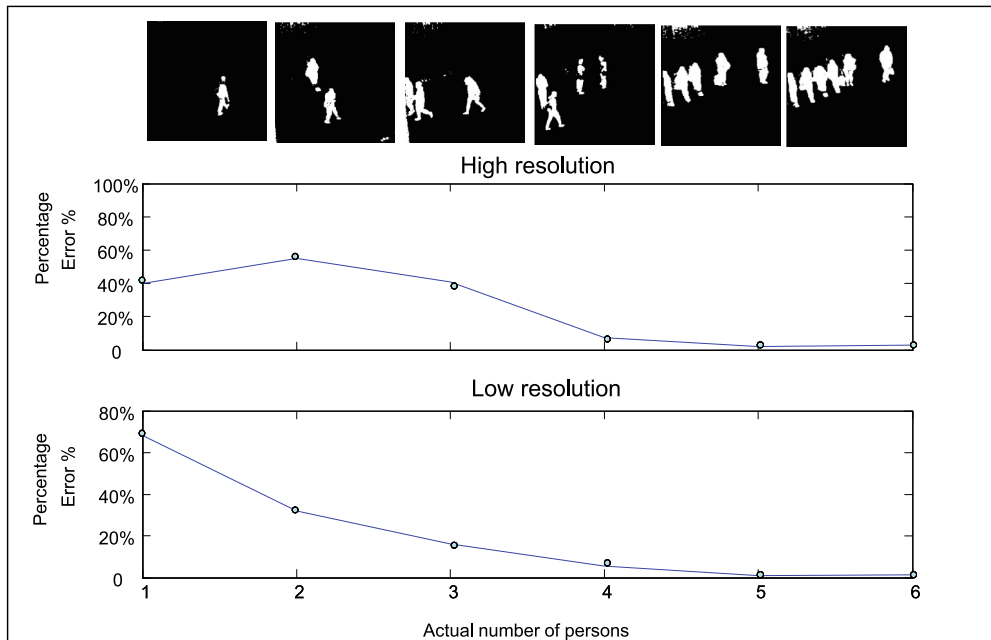 High resolution
Percentage
Error %
100%
80%
60%
40%
20%
0
Low resolution
Percentage
Error %
80%
60%
40%
20%
0
1
2
3
4
5
6
Actual number of persons